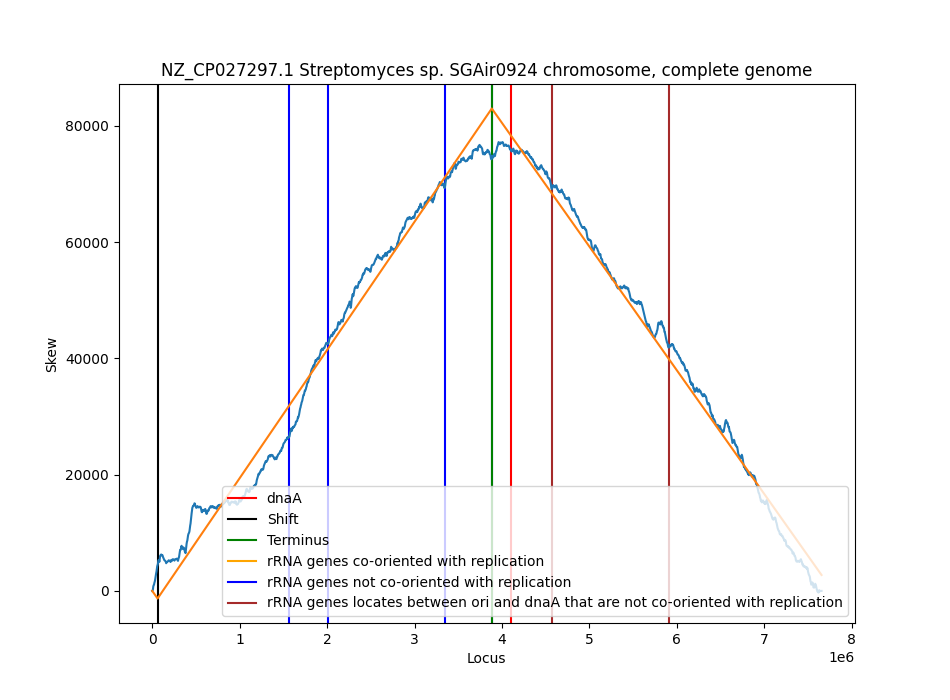 NZ_CP027297.1 Streptomyces sp. SGAir0924 chromosome, complete genome
Skew
80000
60000
40000
20000
0
dnaA
Shift
Terminus
rRNA genes co-oriented with replication
rRNA genes not co-oriented with replication
rRNA genes locates between ori and dnaA that are not co-oriented with replication
0 1 2 3 4 5 6 7 8
1e6
Locus